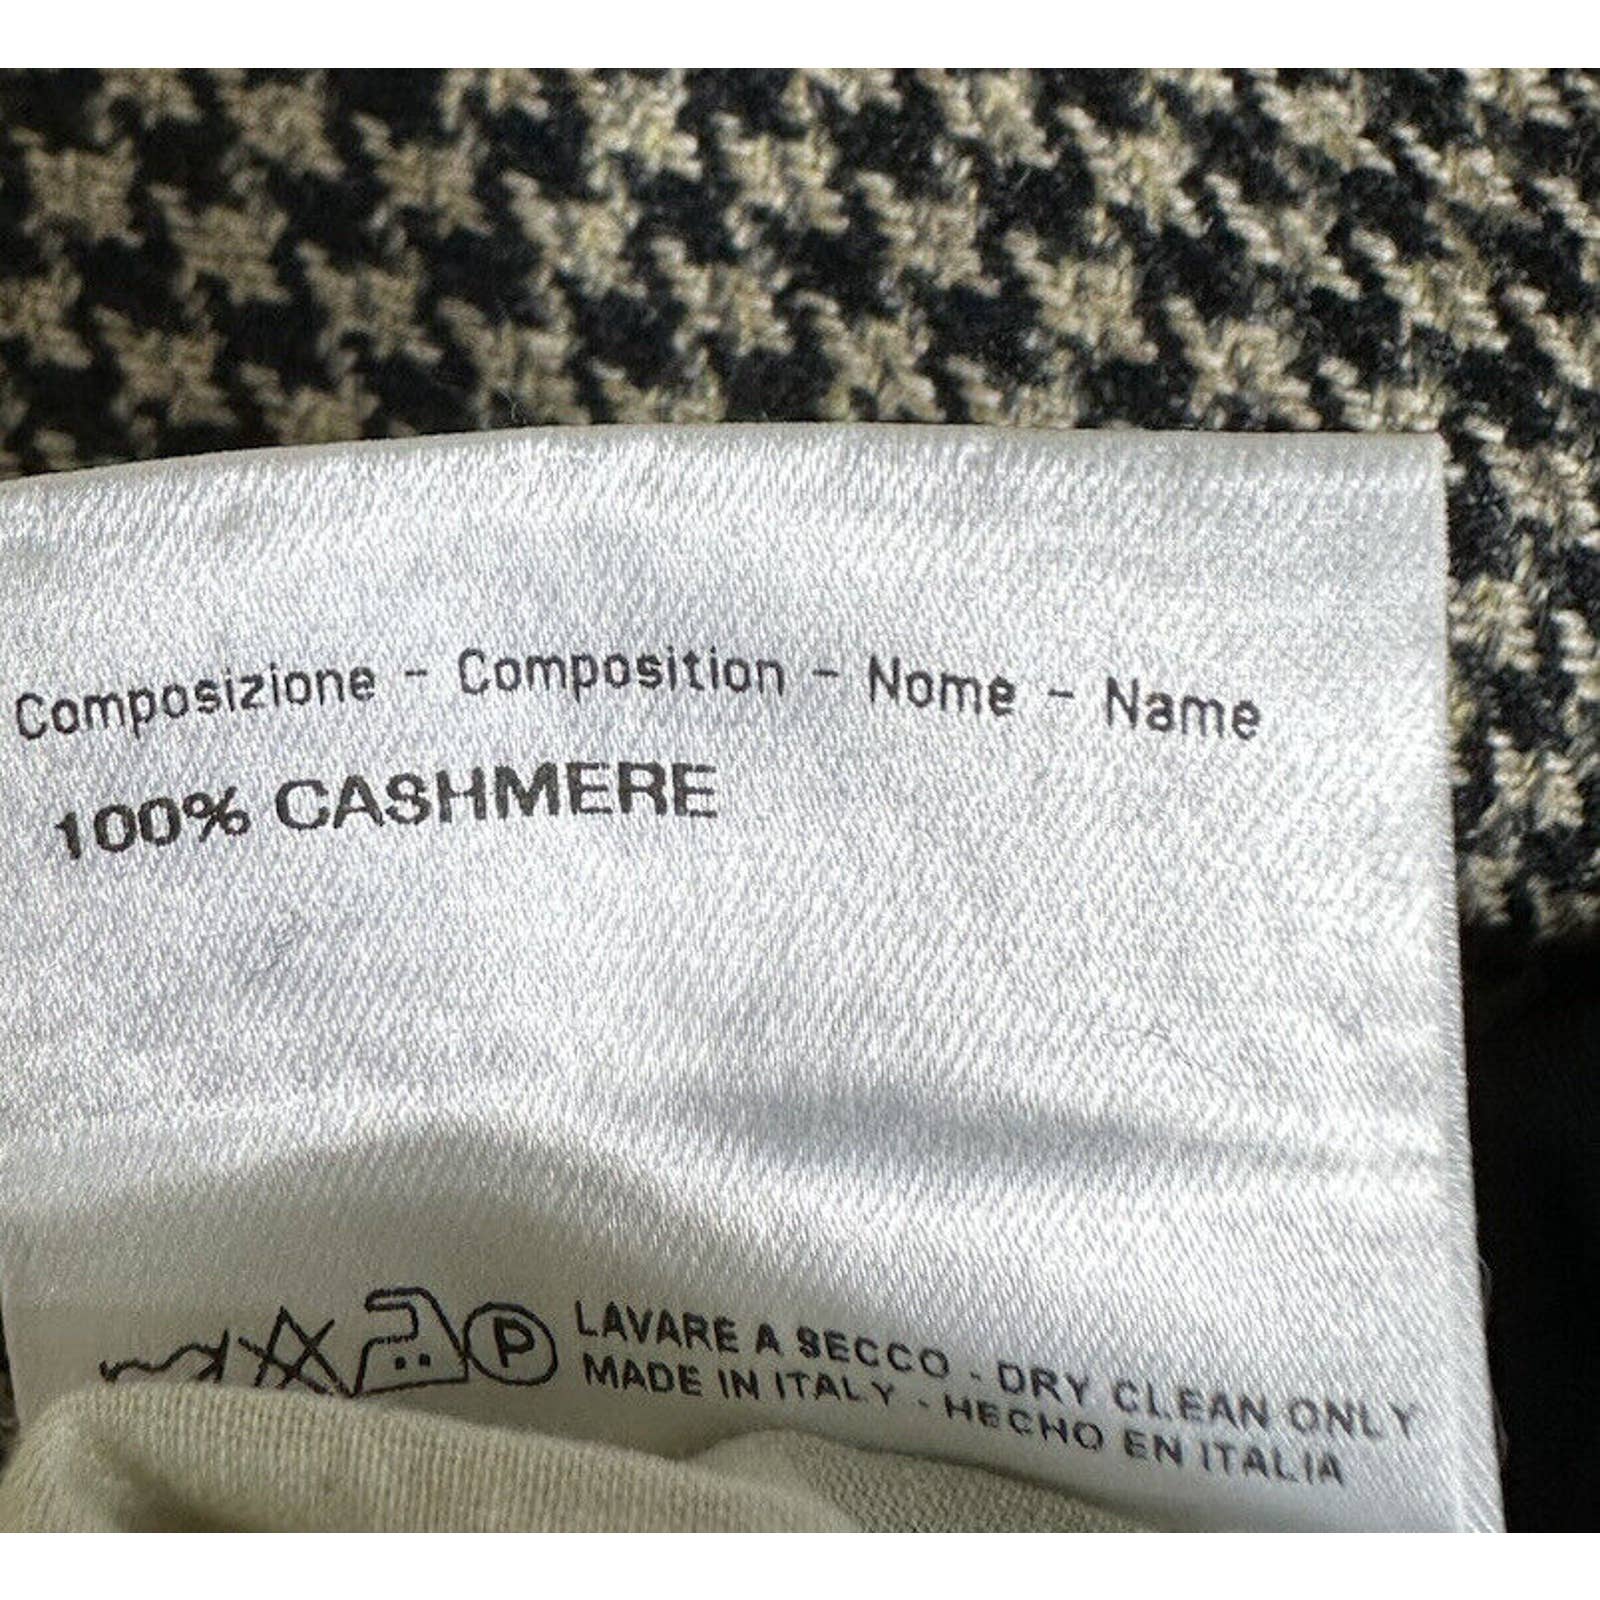 Composizione - Composition - Nome - Name
100% CASHMERE
P LAVARE A SECCO - DRY CLEAN ONLY
MADE IN ITALY - HECHO EN ITALIA